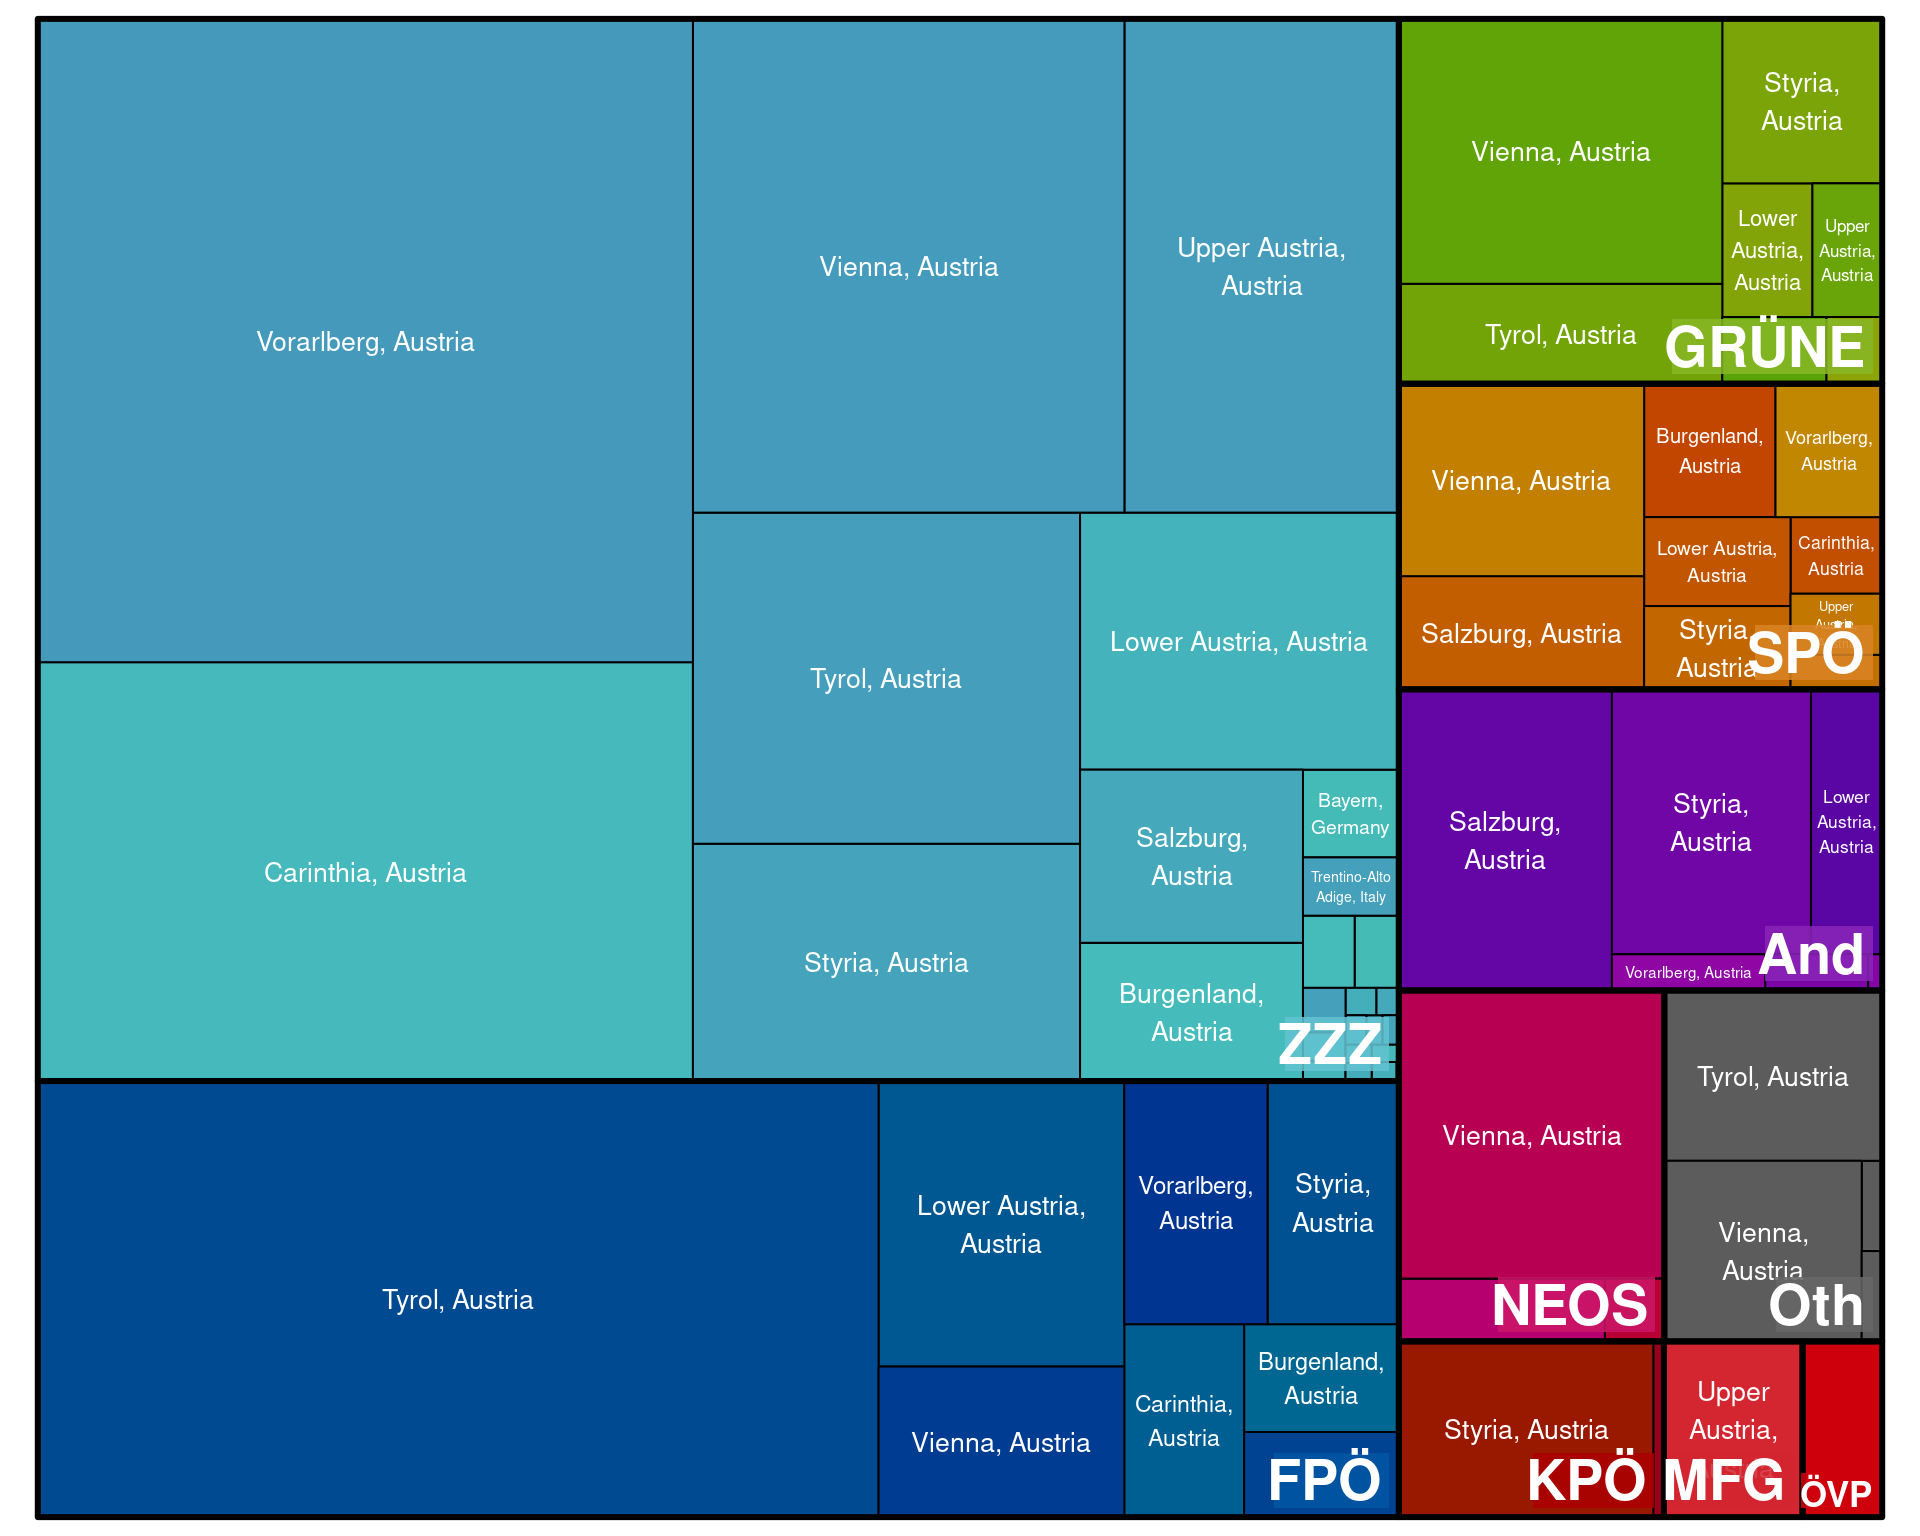 Vorarlberg, Austria
Vienna, Austria
Upper Austria,
Austria
Carinthia, Austria
Tyrol, Austria
Lower Austria, Austria
Styria, Austria
Salzburg,
Austria
Bayern,
Germany
Trentino-Alto
Adige, Italy
Burgenland,
Austria
ZZZ
Tyrol, Austria
Lower Austria,
Austria
Vienna, Austria
Vorarlberg,
Austria
Styria,
Austria
Carinthia,
Austria
Burgenland,
Austria
FPÖ
Vienna, Austria
Styria,
Austria
Lower
Austria,
Austria
Upper
Austria,
Austria
Tyrol, Austria
GRÜNE
Vienna, Austria
Burgenland,
Austria
Vorarlberg,
Austria
Lower Austria,
Austria
Carinthia,
Austria
Salzburg, Austria
Styria,
Austria
Upper
SPÖ
Salzburg,
Austria
Styria,
Austria
Lower
Austria,
Austria
Vorarlberg, Austria
And
Vienna, Austria
NEOS
Tyrol, Austria
Vienna,
Austria
Oth
Styria, Austria
KPÖ
Upper
Austria,
MFG
ÖVP